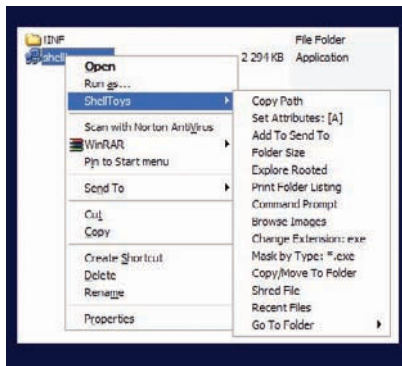 !INF File Folder
shell 2 294 KB Application
Open
Run as...
ShellToys
Scan with Norton AntiVirus
WinRAR
Pin to Start menu
Send To
Cut
Copy
Create Shortcut
Delete
Rename
Properties
Copy Path
Set Attributes: [A]
Add To Send To
Folder Size
Explore Rooted
Print Folder Listing
Command Prompt
Browse Images
Change Extension: exe
Mask by Type: *.exe
Copy/Move To Folder
Shred File
Recent Files
Go To Folder